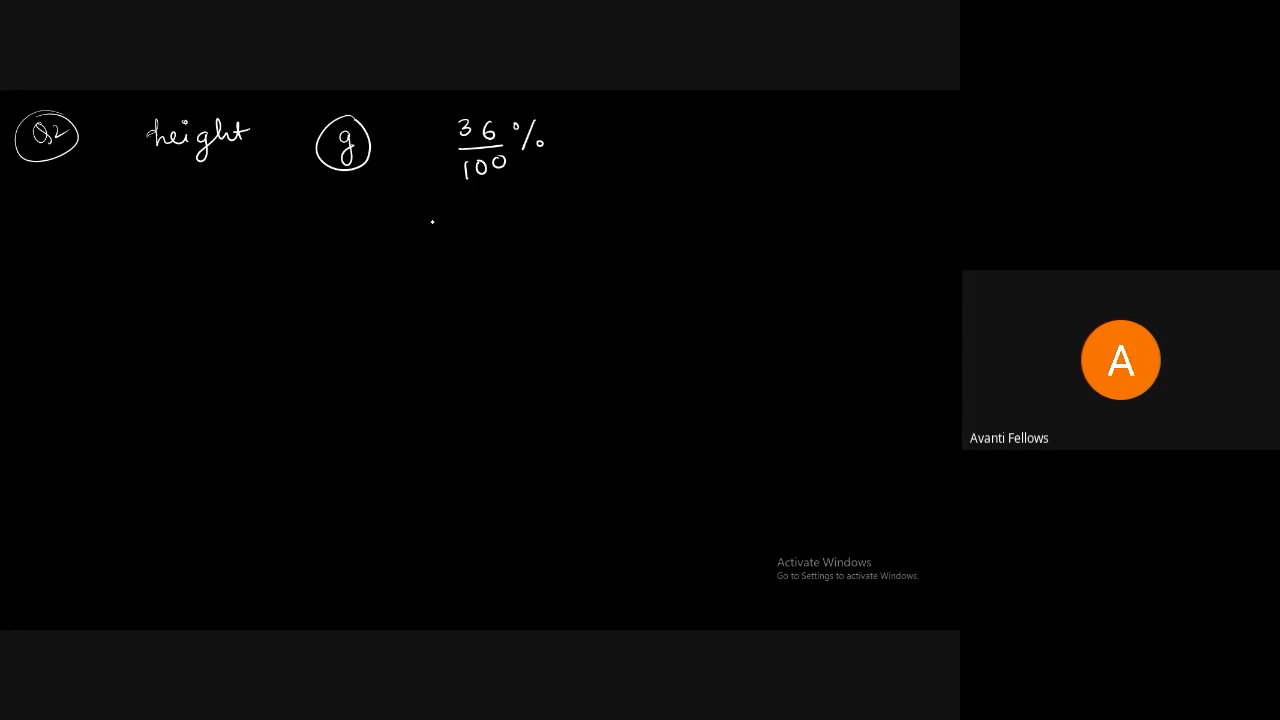 Q2 height g 36/100 %
A
Avanti Fellows
Activate Windows
Go to Settings to activate Windows.